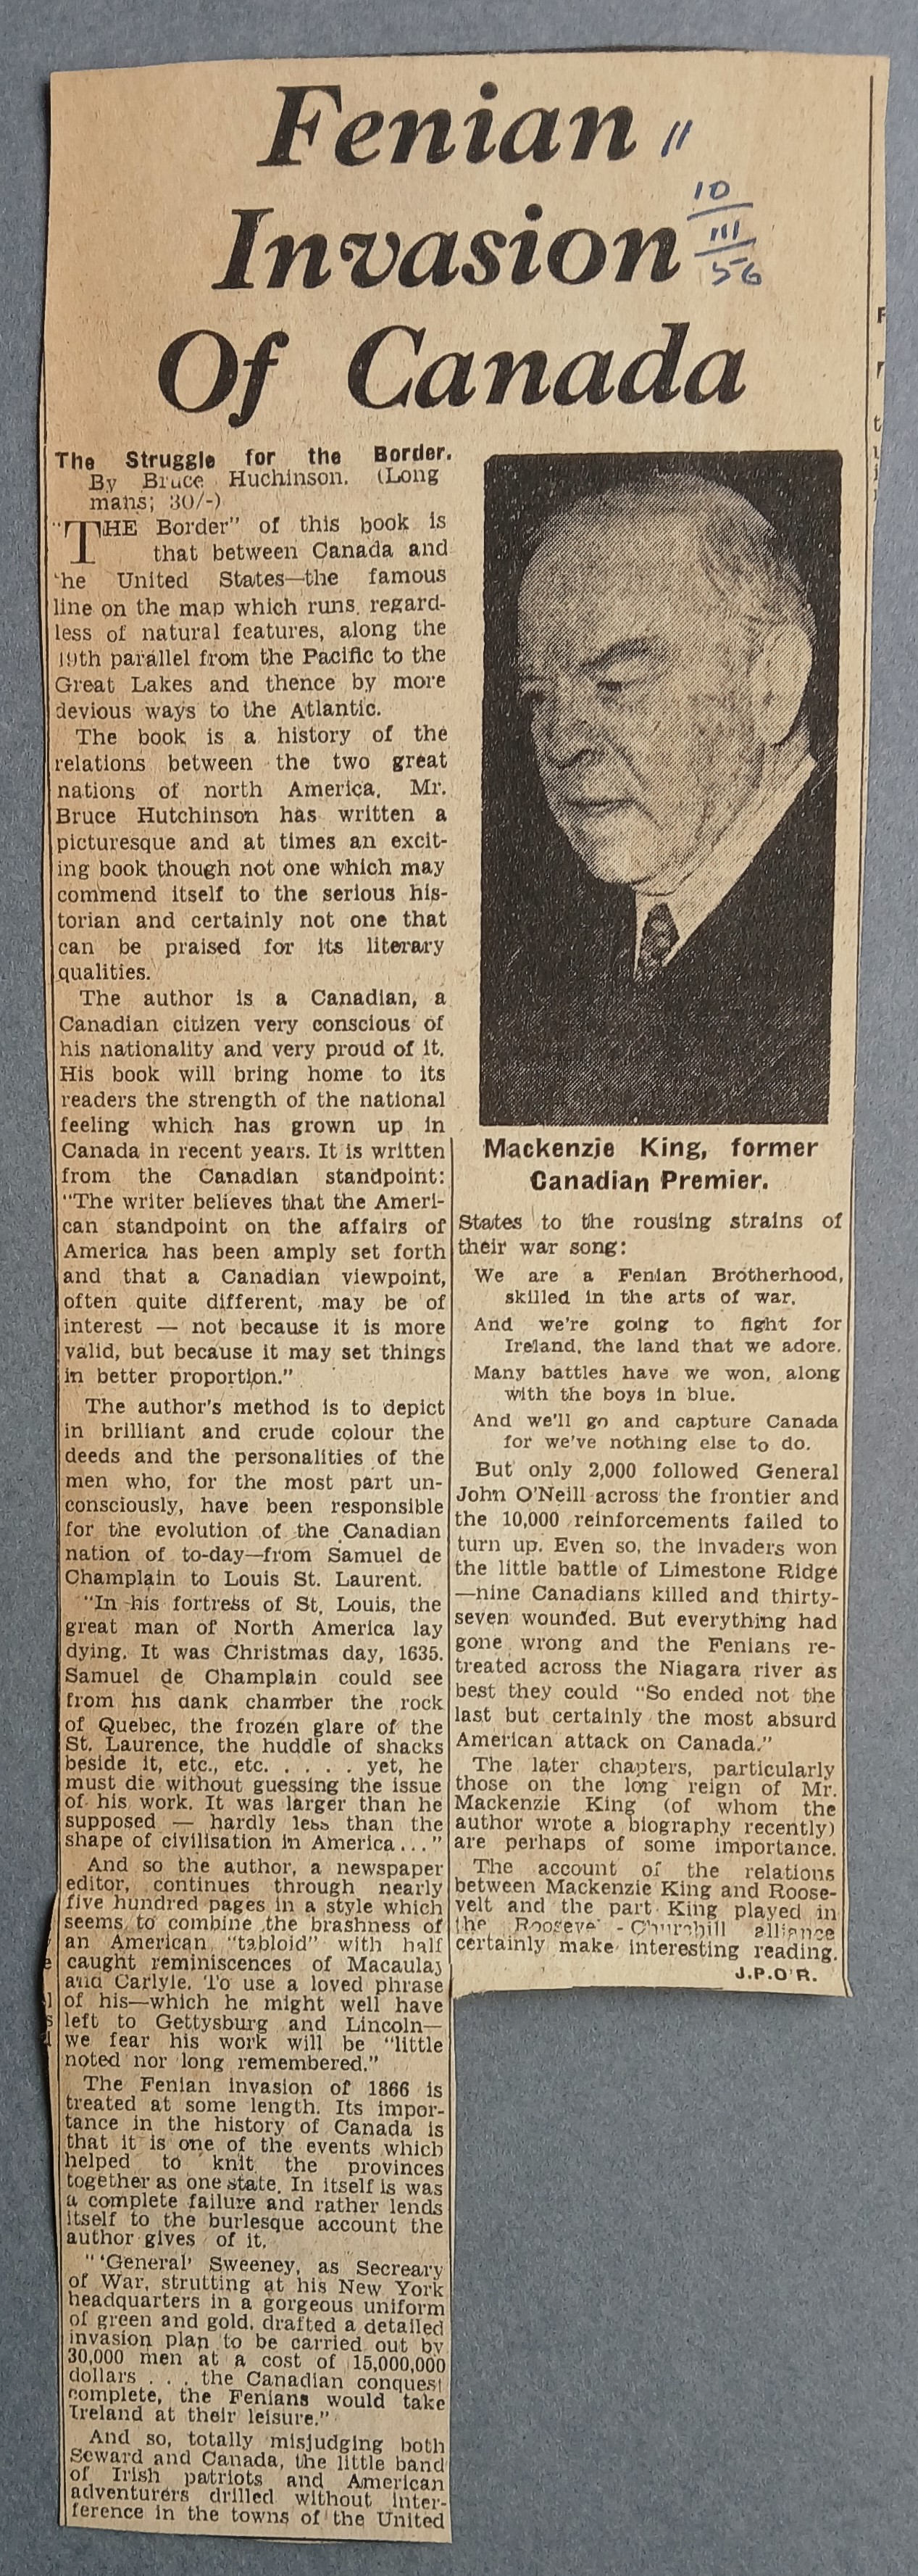 Fenian
Invasion
Of Canada
"
10
III
56
The Struggle for the Border.
By Bruce Huchinson. (Long
mans; 30/-)
"THE Border" of this book is
that between Canada and
'he United States—the famous
line on the map which runs, regard-
less of natural features, along the
19th parallel from the Pacific to the
Great Lakes and thence by more
devious ways to the Atlantic.
The book is a history of the
relations between the two great
nations of north America. Mr.
Bruce Hutchinson has written a
picturesque and at times an excit-
ing book though not one which may
commend itself to the serious his-
torian and certainly not one that
can be praised for its literary
qualities.
The author is a Canadian, a
Canadian citizen very conscious of
his nationality and very proud of it.
His book will bring home to its
readers the strength of the national
feeling which has grown up in
Canada in recent years. It is written
from the Canadian standpoint:
"The writer believes that the Ameri-
can standpoint on the affairs of
America has been amply set forth
and that a Canadian viewpoint,
often quite different, may be of
interest — not because it is more
valid, but because it may set things
in better proportion."
The author's method is to depict
in brilliant and crude colour the
deeds and the personalities of the
men who, for the most part un-
consciously, have been responsible
for the evolution of the Canadian
nation of to-day—from Samuel de
Champlain to Louis St. Laurent.
"In his fortress of St. Louis, the
great man of North America lay
dying. It was Christmas day, 1635.
Samuel de Champlain could see
from his dank chamber the rock
of Quebec, the frozen glare of the
St. Laurence, the huddle of shacks
beside it, etc., etc. . . . . . yet, he
must die without guessing the issue
of his work. It was larger than he
supposed — hardly less than the
shape of civilisation in America..."
And so the author, a newspaper
editor, continues through nearly
five hundred pages in a style which
seems to combine the brashness of
an American "tabloid" with half
caught reminiscences of Macaulay
and Carlyle. To use a loved phrase
of his—which he might well have
left to Gettysburg and Lincoln—
we fear his work will be "little
noted nor long remembered."
The Fenian invasion of 1866 is
treated at some length. Its impor-
tance in the history of Canada is
that it is one of the events which
helped to knit the provinces
together as one state. In itself is was
a complete failure and rather lends
itself to the burlesque account the
author gives of it.
" 'General' Sweeney, as Secreary
of War, strutting at his New York
headquarters in a gorgeous uniform
of green and gold, drafted a detailed
invasion plan to be carried out by
30,000 men at a cost of 15,000,000
dollars . . . the Canadian conquest
complete, the Fenians would take
Ireland at their leisure."
And so, totally misjudging both
Seward and Canada, the little band
of Irish patriots and American
adventurers drilled without inter-
ference in the towns of the United
Mackenzie King, former
Canadian Premier.
States to the rousing strains of
their war song:
We are a Fenian Brotherhood,
skilled in the arts of war,
And we're going to fight for
Ireland, the land that we adore.
Many battles have we won, along
with the boys in blue.
And we'll go and capture Canada
for we've nothing else to do.
But only 2,000 followed General
John O'Neill across the frontier and
the 10,000 reinforcements failed to
turn up. Even so, the invaders won
the little battle of Limestone Ridge
—nine Canadians killed and thirty-
seven wounded. But everything had
gone wrong and the Fenians re-
treated across the Niagara river as
best they could "So ended not the
last but certainly the most absurd
American attack on Canada."
The later chapters, particularly
those on the long reign of Mr.
Mackenzie King (of whom the
author wrote a biography recently)
are perhaps of some importance.
The account of the relations
between Mackenzie King and Roose-
velt and the part King played in
the Rooseve' - Churchill alliance
certainly make interesting reading.
J.P.O'R.